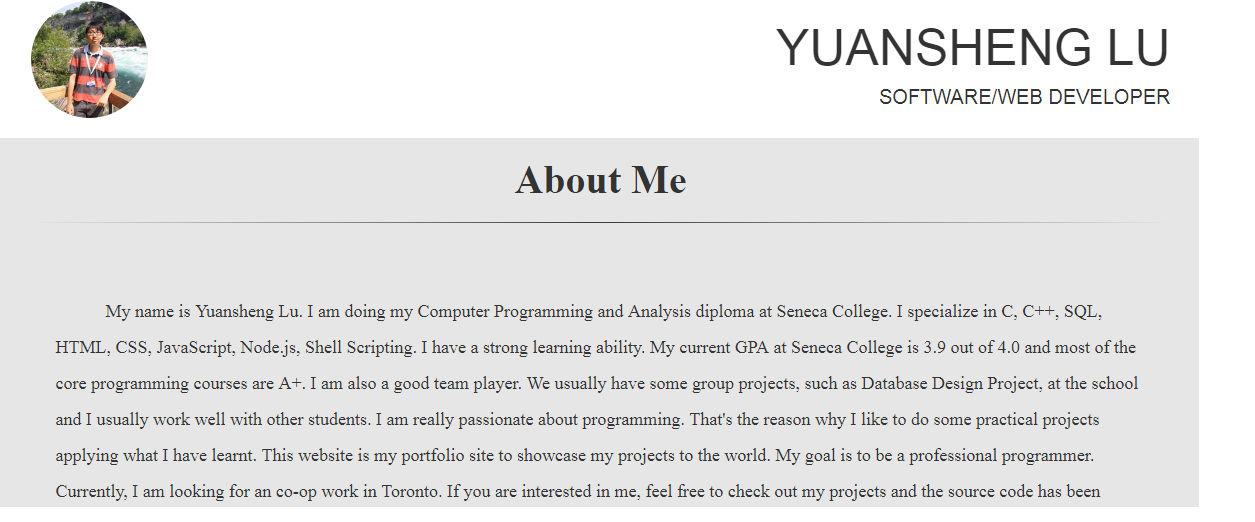 YUANSHENG LU
SOFTWARE/WEB DEVELOPER
About Me
My name is Yuansheng Lu. I am doing my Computer Programming and Analysis diploma at Seneca College. I specialize in C, C++, SQL,
HTML, CSS, JavaScript, Node.js, Shell Scripting. I have a strong learning ability. My current GPA at Seneca College is 3.9 out of 4.0 and most of the
core programming courses are A+. I am also a good team player. We usually have some group projects, such as Database Design Project, at the school
and I usually work well with other students. I am really passionate about programming. That's the reason why I like to do some practical projects
applying what I have learnt. This website is my portfolio site to showcase my projects to the world. My goal is to be a professional programmer.
Currently, I am looking for an co-op work in Toronto. If you are interested in me, feel free to check out my projects and the source code has been